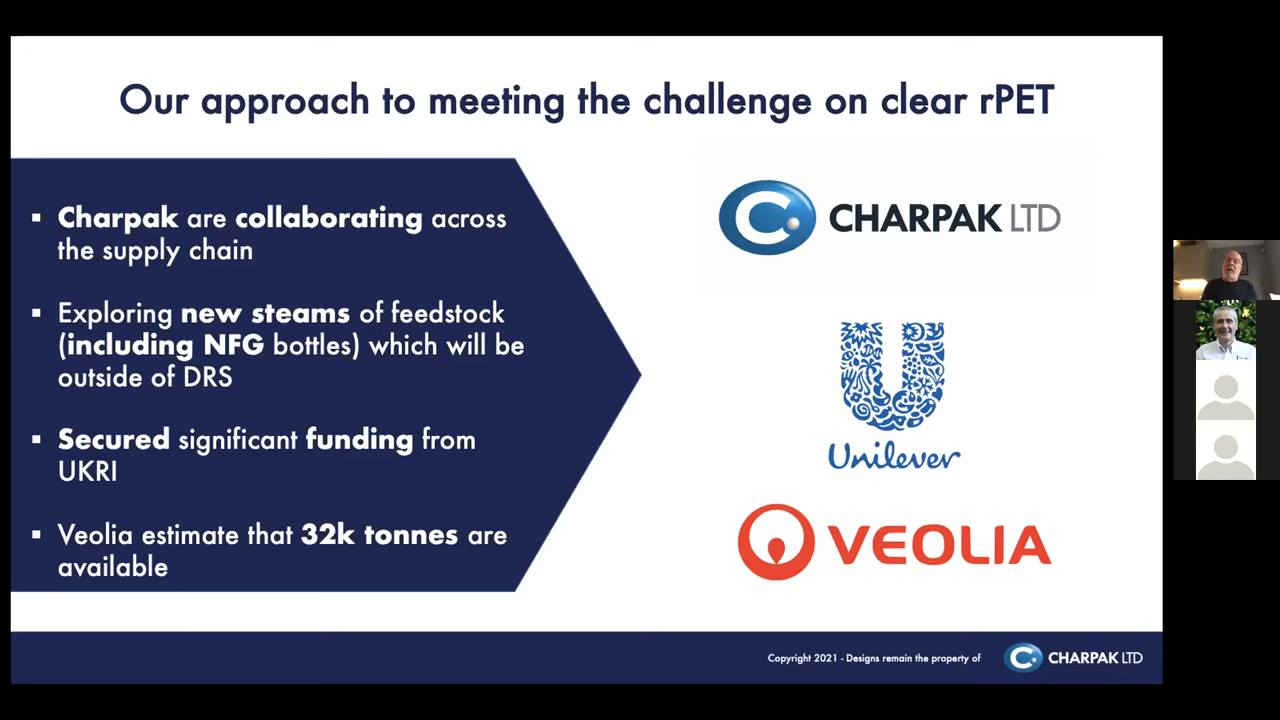 Our approach to meeting the challenge on clear rPET
▪ Charpak are collaborating across
the supply chain
▪ Exploring new steams of feedstock
(including NFG bottles) which will be
outside of DRS
▪ Secured significant funding from
UKRI
▪ Veolia estimate that 32k tonnes are
available
C CHARPAK LTD
Unilever
VEOLIA
Copyright 2021 - Designs remain the property of
C CHARPAK LTD